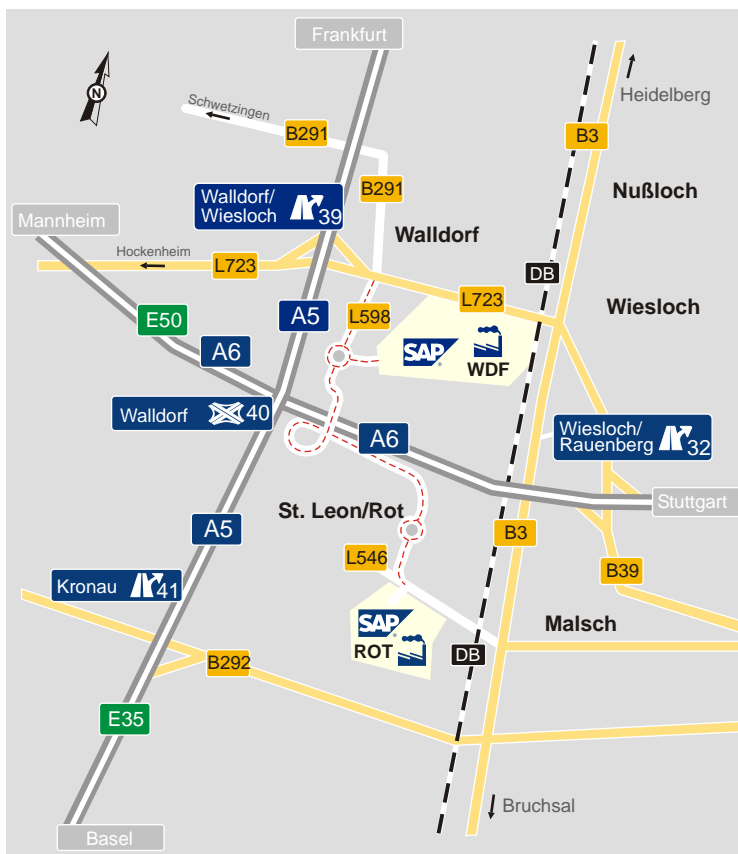 Frankfurt
N
Schwetzingen
Heidelberg
B291
B3
B291
Nußloch
Walldorf/
Wiesloch 39
Mannheim
Walldorf
Hockenheim
L723
DB
L723
Wiesloch
E50
A5
L598
A6
SAP®
WDF
Walldorf 40
A6
Wiesloch/
Rauenberg 32
St. Leon/Rot
Stuttgart
A5
B3
L546
B39
Kronau 41
SAP®
ROT
Malsch
DB
B292
E35
Bruchsal
Basel